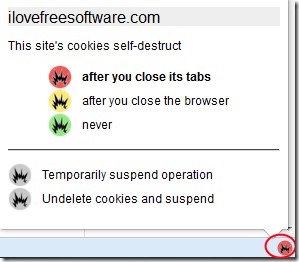 ilovefreesoftware.com
This site's cookies self-destruct
after you close its tabs
after you close the browser
never
Temporarily suspend operation
Undelete cookies and suspend